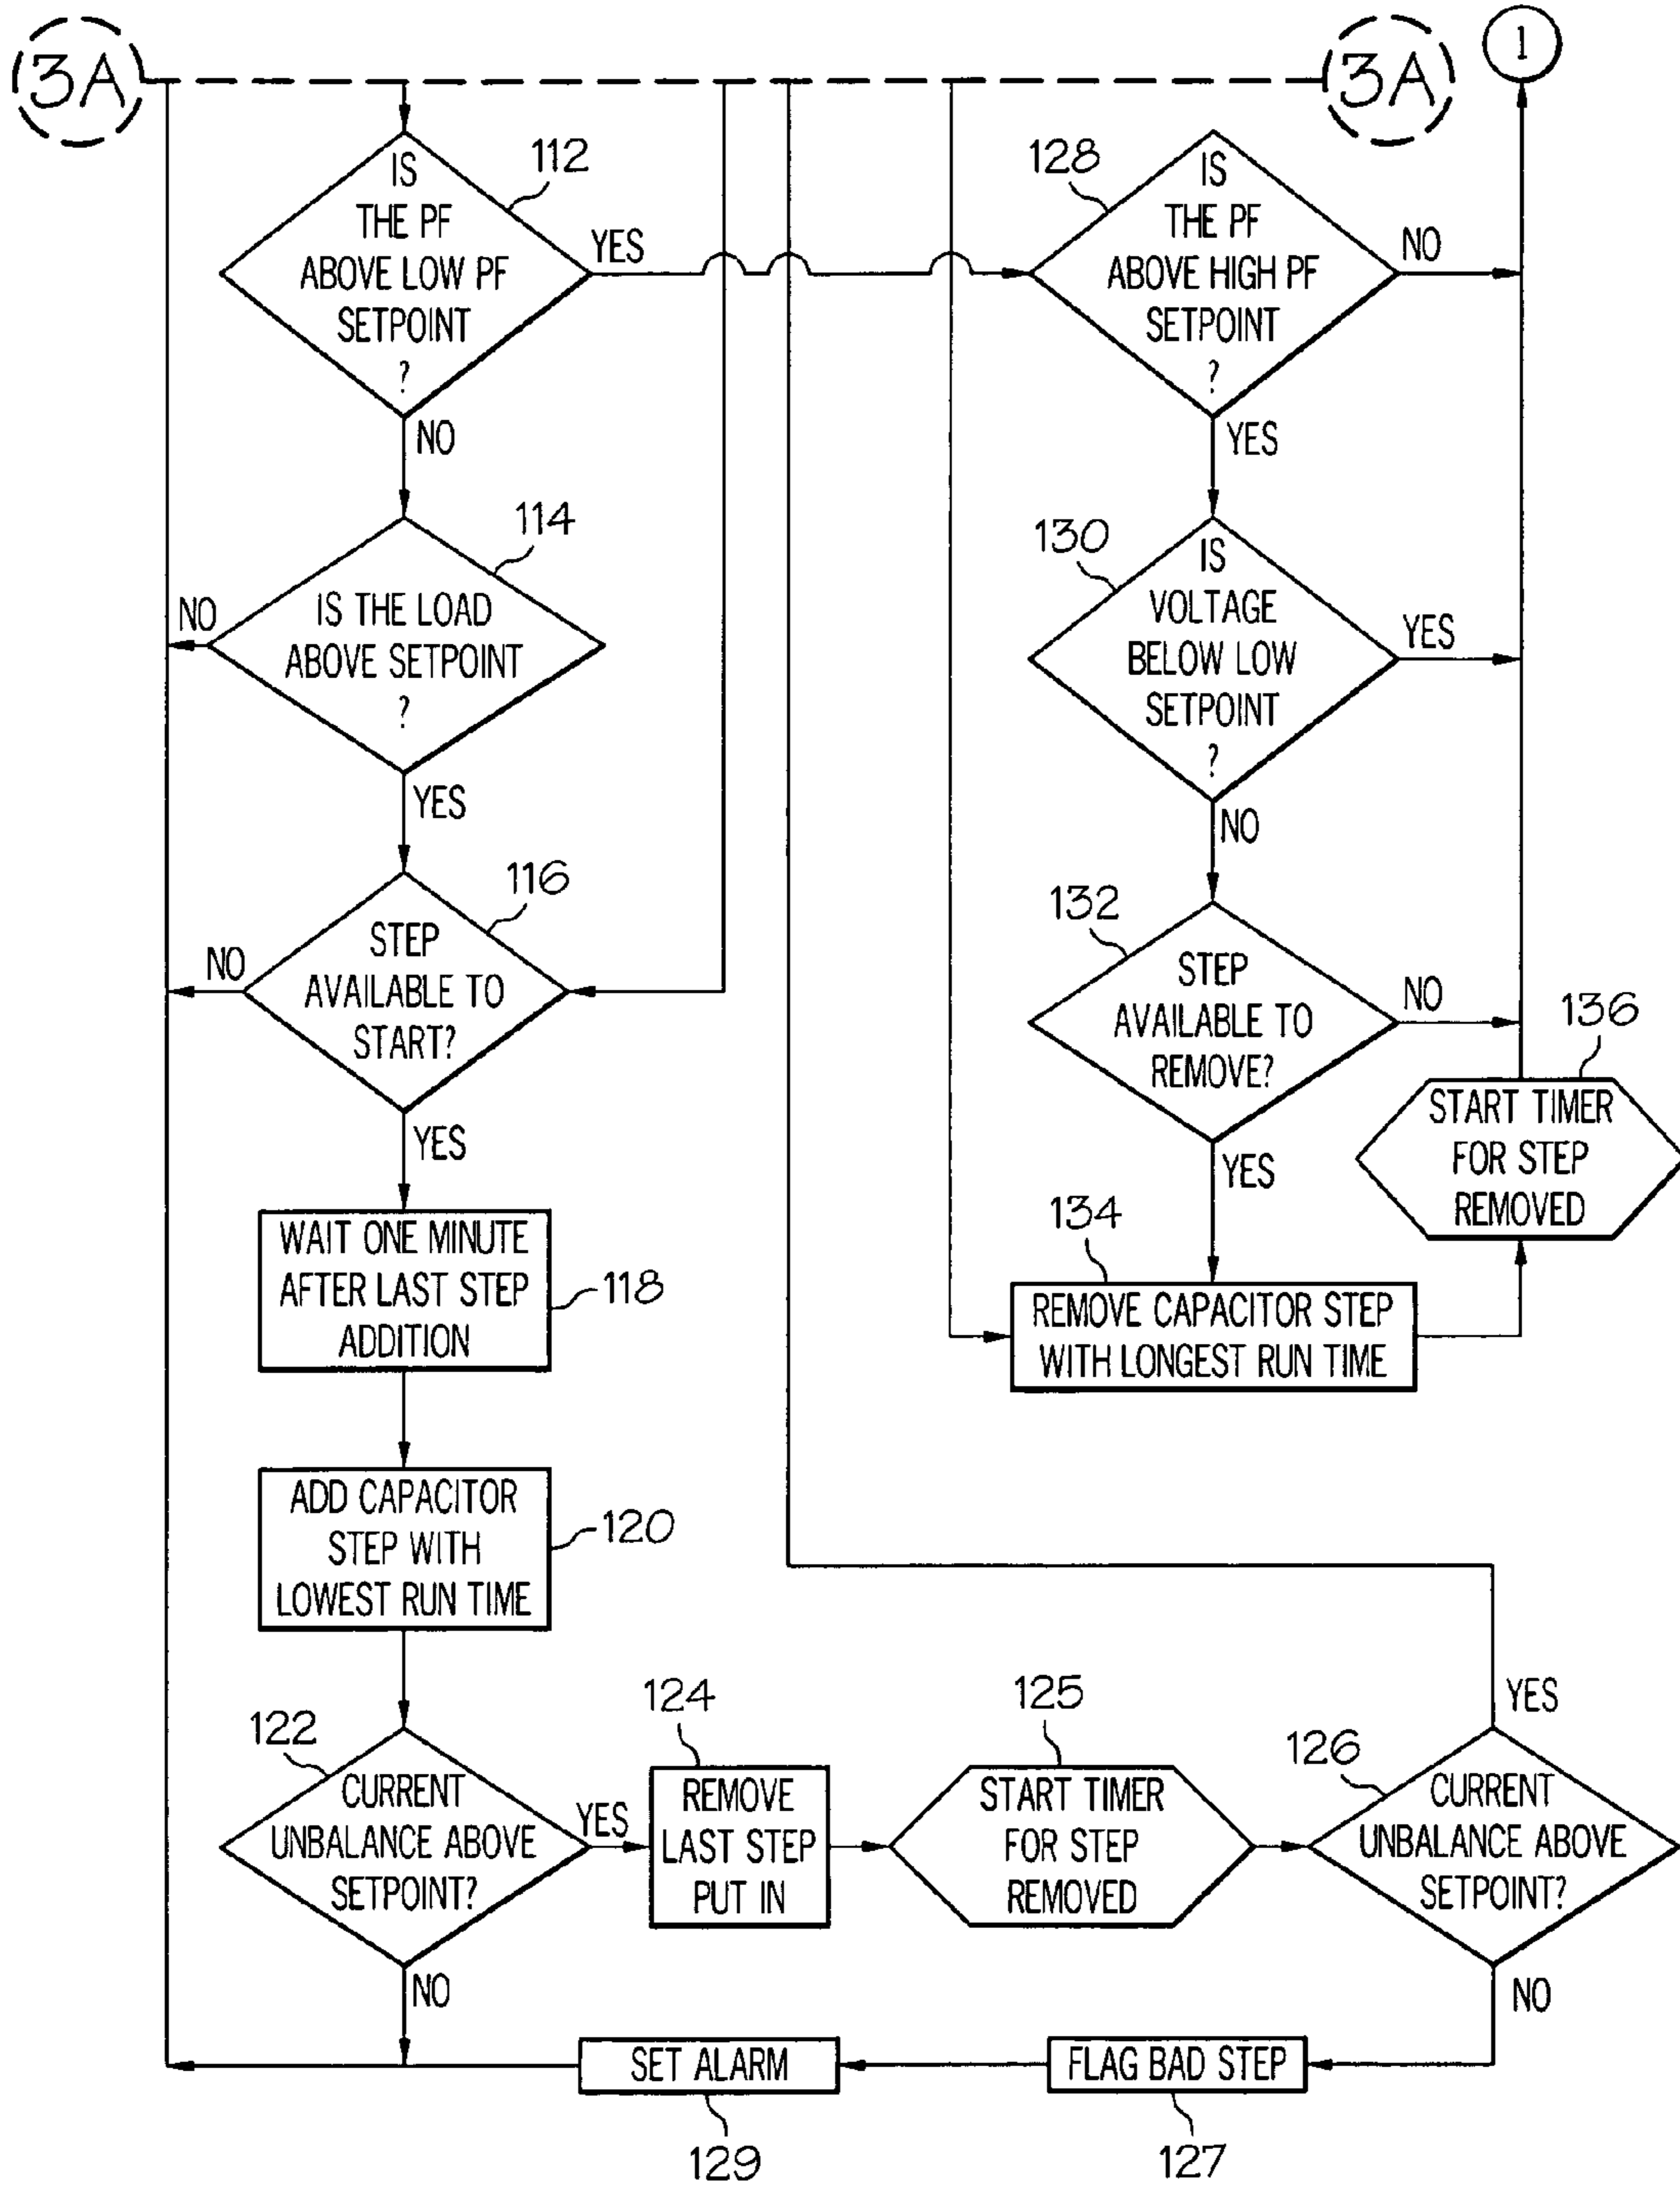 3A
3A
1
112
IS
THE PF
ABOVE LOW PF
SETPOINT
?
YES
NO
128
IS
THE PF
ABOVE HIGH PF
SETPOINT
?
NO
YES
114
IS THE LOAD
ABOVE SETPOINT
?
NO
YES
130
IS
VOLTAGE
BELOW LOW
SETPOINT
?
YES
NO
116
STEP
AVAILABLE TO
START?
NO
YES
132
STEP
AVAILABLE TO
REMOVE?
NO
YES
136
START TIMER
FOR STEP
REMOVED
WAIT ONE MINUTE
AFTER LAST STEP
ADDITION
118
134
REMOVE CAPACITOR STEP
WITH LONGEST RUN TIME
ADD CAPACITOR
STEP WITH
LOWEST RUN TIME
120
122
CURRENT
UNBALANCE ABOVE
SETPOINT?
YES
NO
124
REMOVE
LAST STEP
PUT IN
125
START TIMER
FOR STEP
REMOVED
126
CURRENT
UNBALANCE ABOVE
SETPOINT?
YES
NO
SET ALARM
129
FLAG BAD STEP
127